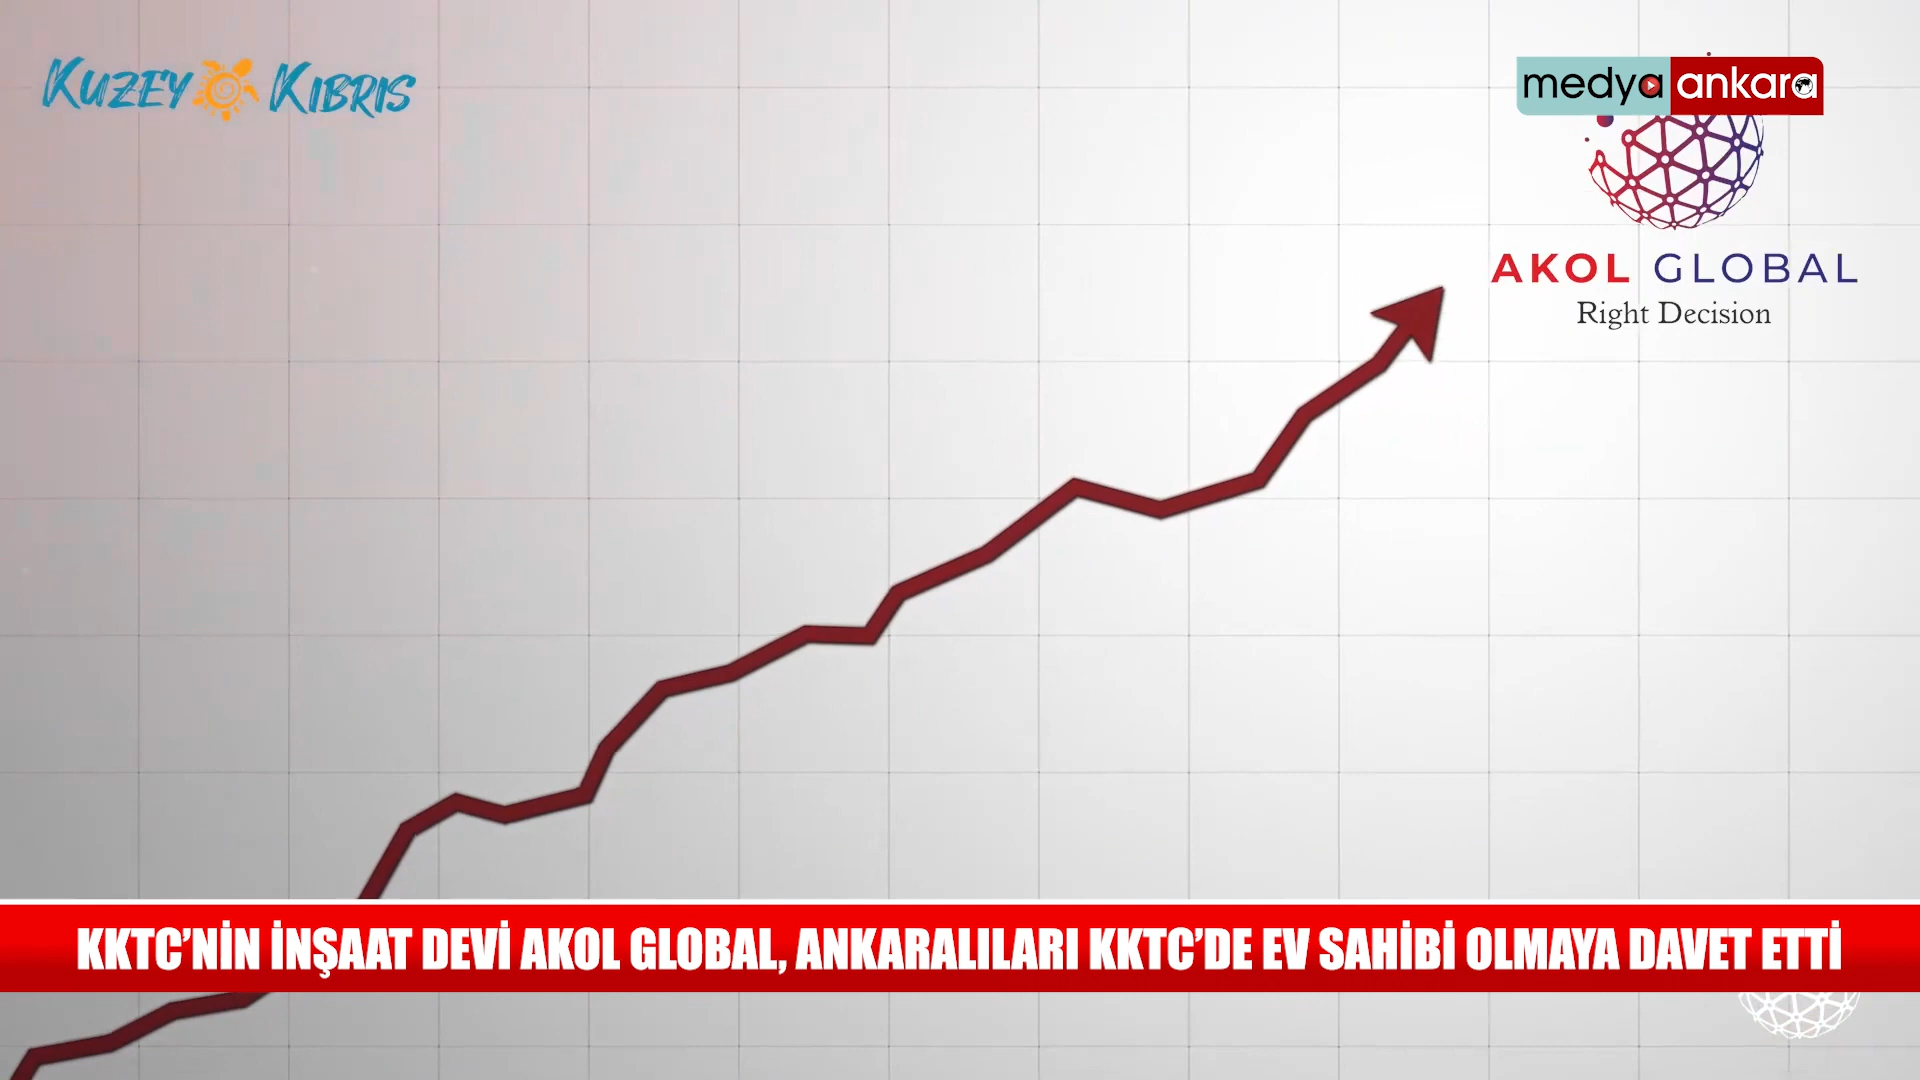 KUZEY KIBRIS
medya ankara
AKOL GLOBAL
Right Decision
KKTC’NİN İNŞAAT DEVİ AKOL GLOBAL, ANKARALILARI KKTC’DE EV SAHİBİ OLMAYA DAVET ETTİ